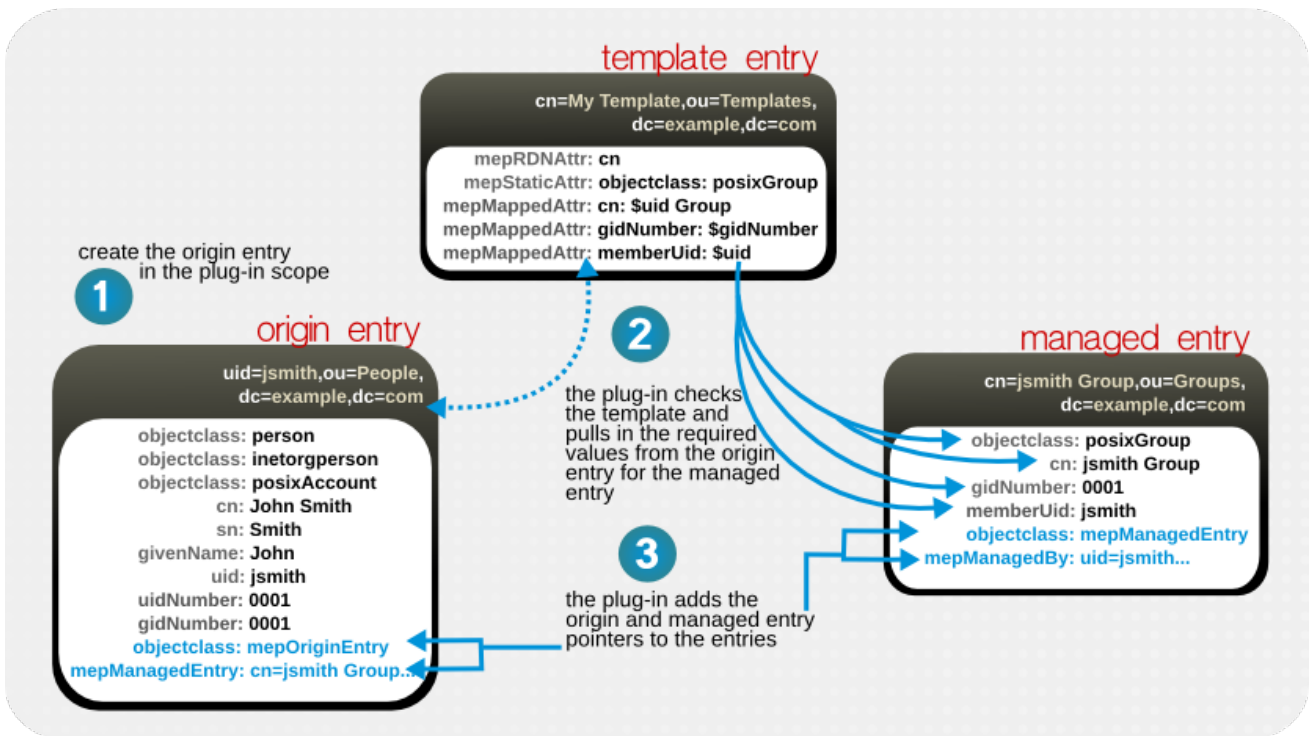 template entry
cn=My Template,ou=Templates,
dc=example,dc=com
mepRDNAttr: cn
mepStaticAttr: objectclass: posixGroup
mepMappedAttr: cn: $uid Group
mepMappedAttr: gidNumber: $gidNumber
mepMappedAttr: memberUid: $uid
create the origin entry
in the plug-in scope
1
origin entry
uid=jsmith,ou=People,
dc=example,dc=com
objectclass: person
objectclass: inetorgperson
objectclass: posixAccount
cn: John Smith
sn: Smith
givenName: John
uid: jsmith
uidNumber: 0001
gidNumber: 0001
objectclass: mepOriginEntry
mepManagedEntry: cn=jsmith Group...
2
the plug-in checks
the template and
pulls in the required
values from the origin
entry for the managed
entry
3
the plug-in adds the
origin and managed entry
pointers to the entries
managed entry
cn=jsmith Group,ou=Groups,
dc=example,dc=com
objectclass: posixGroup
cn: jsmith Group
gidNumber: 0001
memberUid: jsmith
objectclass: mepManagedEntry
mepManagedBy: uid=jsmith...